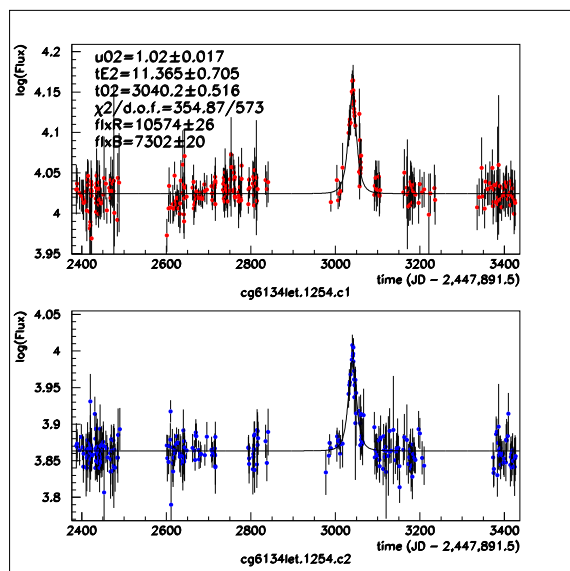 log(Flux)
4.2
4.15
4.1
4.05
4
3.95
u02=1.02±0.017
tE2=11.365±0.705
t02=3040.2±0.516
χ2/d.o.f.=354.87/573
flxR=10574±26
flxB=7302±20
2400 2600 2800 3000 3200 3400
time (JD - 2,447,891.5)
cg6134let.1254.c1
log(Flux)
4.05
4
3.95
3.9
3.85
3.8
2400 2600 2800 3000 3200 3400
time (JD - 2,447,891.5)
cg6134let.1254.c2